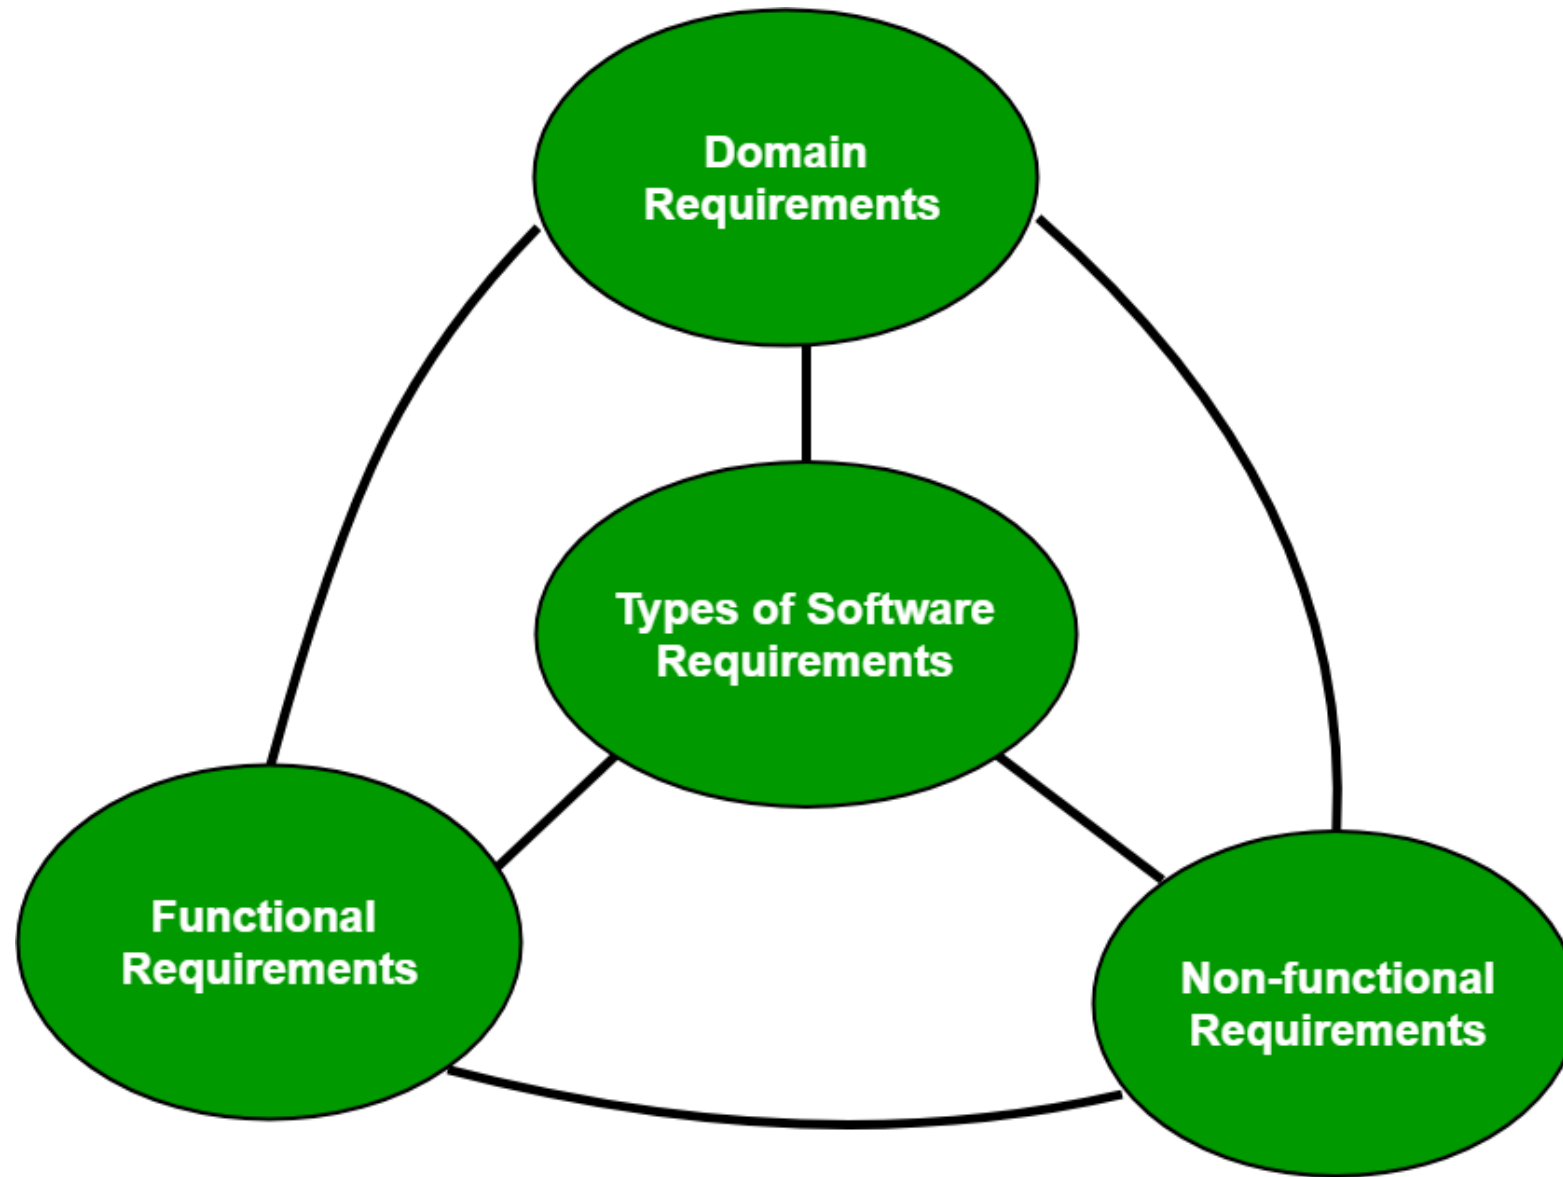 Domain
Requirements
Types of Software
Requirements
Functional
Requirements
Non-functional
Requirements